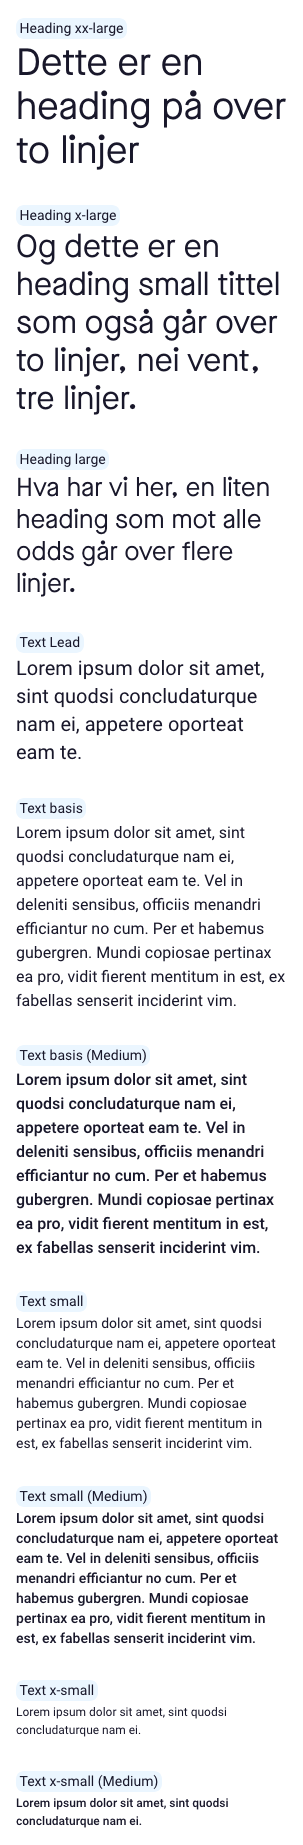 Heading xx-large
Dette er en
heading på over
to linjer
Heading x-large
Og dette er en
heading small tittel
som også går over
to linjer, nei vent,
tre linjer.
Heading large
Hva har vi her, en liten
heading som mot alle
odds går over flere
linjer.
Text Lead
Lorem ipsum dolor sit amet,
sint quodsi concludaturque
nam ei, appetere oporteat
eam te.
Text basis
Lorem ipsum dolor sit amet, sint
quodsi concludaturque nam ei,
appetere oporteat eam te. Vel in
deleniti sensibus, officiis menandri
efficiantur no cum. Per et habemus
gubergren. Mundi copiosae pertinax
ea pro, vidit fierent mentitum in est, ex
fabellas senserit inciderint vim.
Text basis (Medium)
Lorem ipsum dolor sit amet, sint
quodsi concludaturque nam ei,
appetere oporteat eam te. Vel in
deleniti sensibus, officiis menandri
efficiantur no cum. Per et habemus
gubergren. Mundi copiosae pertinax
ea pro, vidit fierent mentitum in est,
ex fabellas senserit inciderint vim.
Text small
Lorem ipsum dolor sit amet, sint quodsi
concludaturque nam ei, appetere oporteat
eam te. Vel in deleniti sensibus, officiis
menandri efficiantur no cum. Per et
habemus gubergren. Mundi copiosae
pertinax ea pro, vidit fierent mentitum in
est, ex fabellas senserit inciderint vim.
Text small (Medium)
Lorem ipsum dolor sit amet, sint quodsi
concludaturque nam ei, appetere oporteat
eam te. Vel in deleniti sensibus, officiis
menandri efficiantur no cum. Per et
habemus gubergren. Mundi copiosae
pertinax ea pro, vidit fierent mentitum in
est, ex fabellas senserit inciderint vim.
Text x-small
Lorem ipsum dolor sit amet, sint quodsi
concludaturque nam ei.
Text x-small (Medium)
Lorem ipsum dolor sit amet, sint quodsi
concludaturque nam ei.